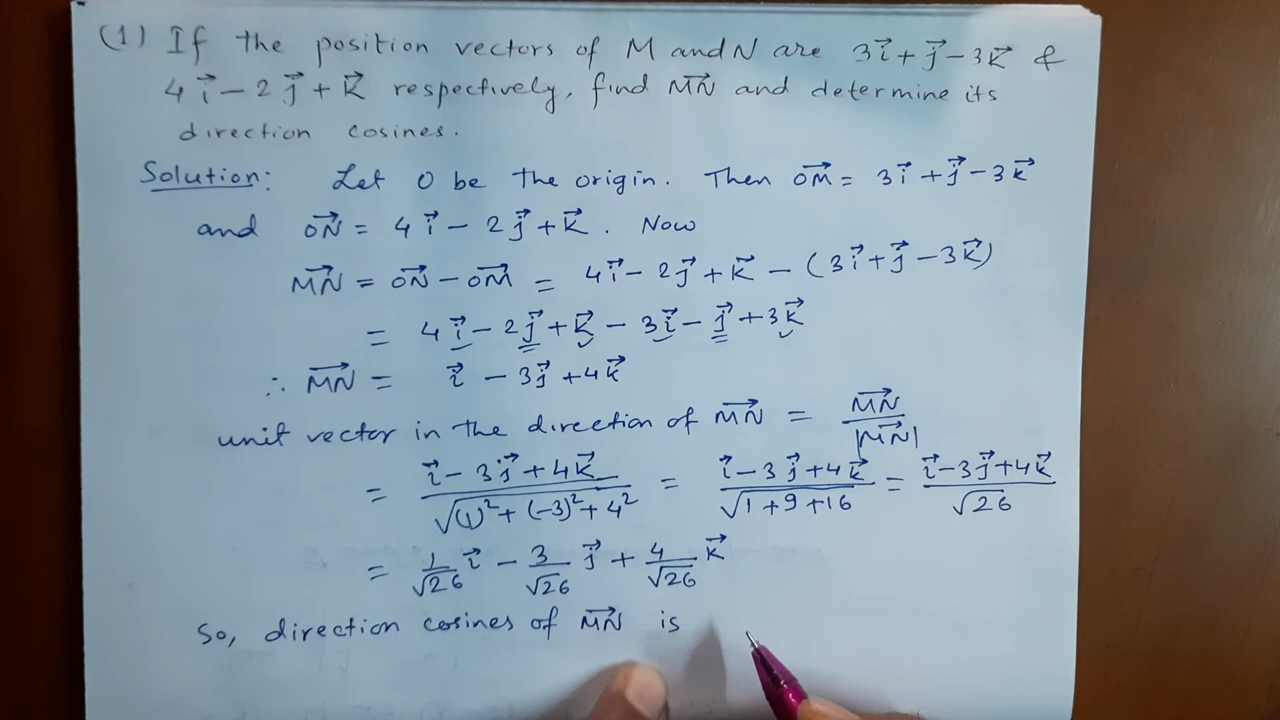 (1) If the position vectors of M and N are 3i⃗ + j⃗ - 3k⃗ &
4i⃗ - 2j⃗ + k⃗ respectively, find MN⃗ and determine its
direction cosines.
Solution: Let O be the origin. Then OM⃗ = 3i⃗ + j⃗ - 3k⃗
and ON⃗ = 4i⃗ - 2j⃗ + k⃗. Now
MN⃗ = ON⃗ - OM⃗ = 4i⃗ - 2j⃗ + k⃗ - (3i⃗ + j⃗ - 3k⃗)
= 4i⃗ - 2j⃗ + k⃗ - 3i⃗ - j⃗ + 3k⃗
∴ MN⃗ = i⃗ - 3j⃗ + 4k⃗
unit vector in the direction of MN⃗ = MN⃗ / |MN⃗|
= (i⃗ - 3j⃗ + 4k⃗) / √((1)² + (-3)² + 4²) = (i⃗ - 3j⃗ + 4k⃗) / √(1+9+16) = (i⃗ - 3j⃗ + 4k⃗) / √26
= 1/√26 i⃗ - 3/√26 j⃗ + 4/√26 k⃗
So, direction cosines of MN⃗ is